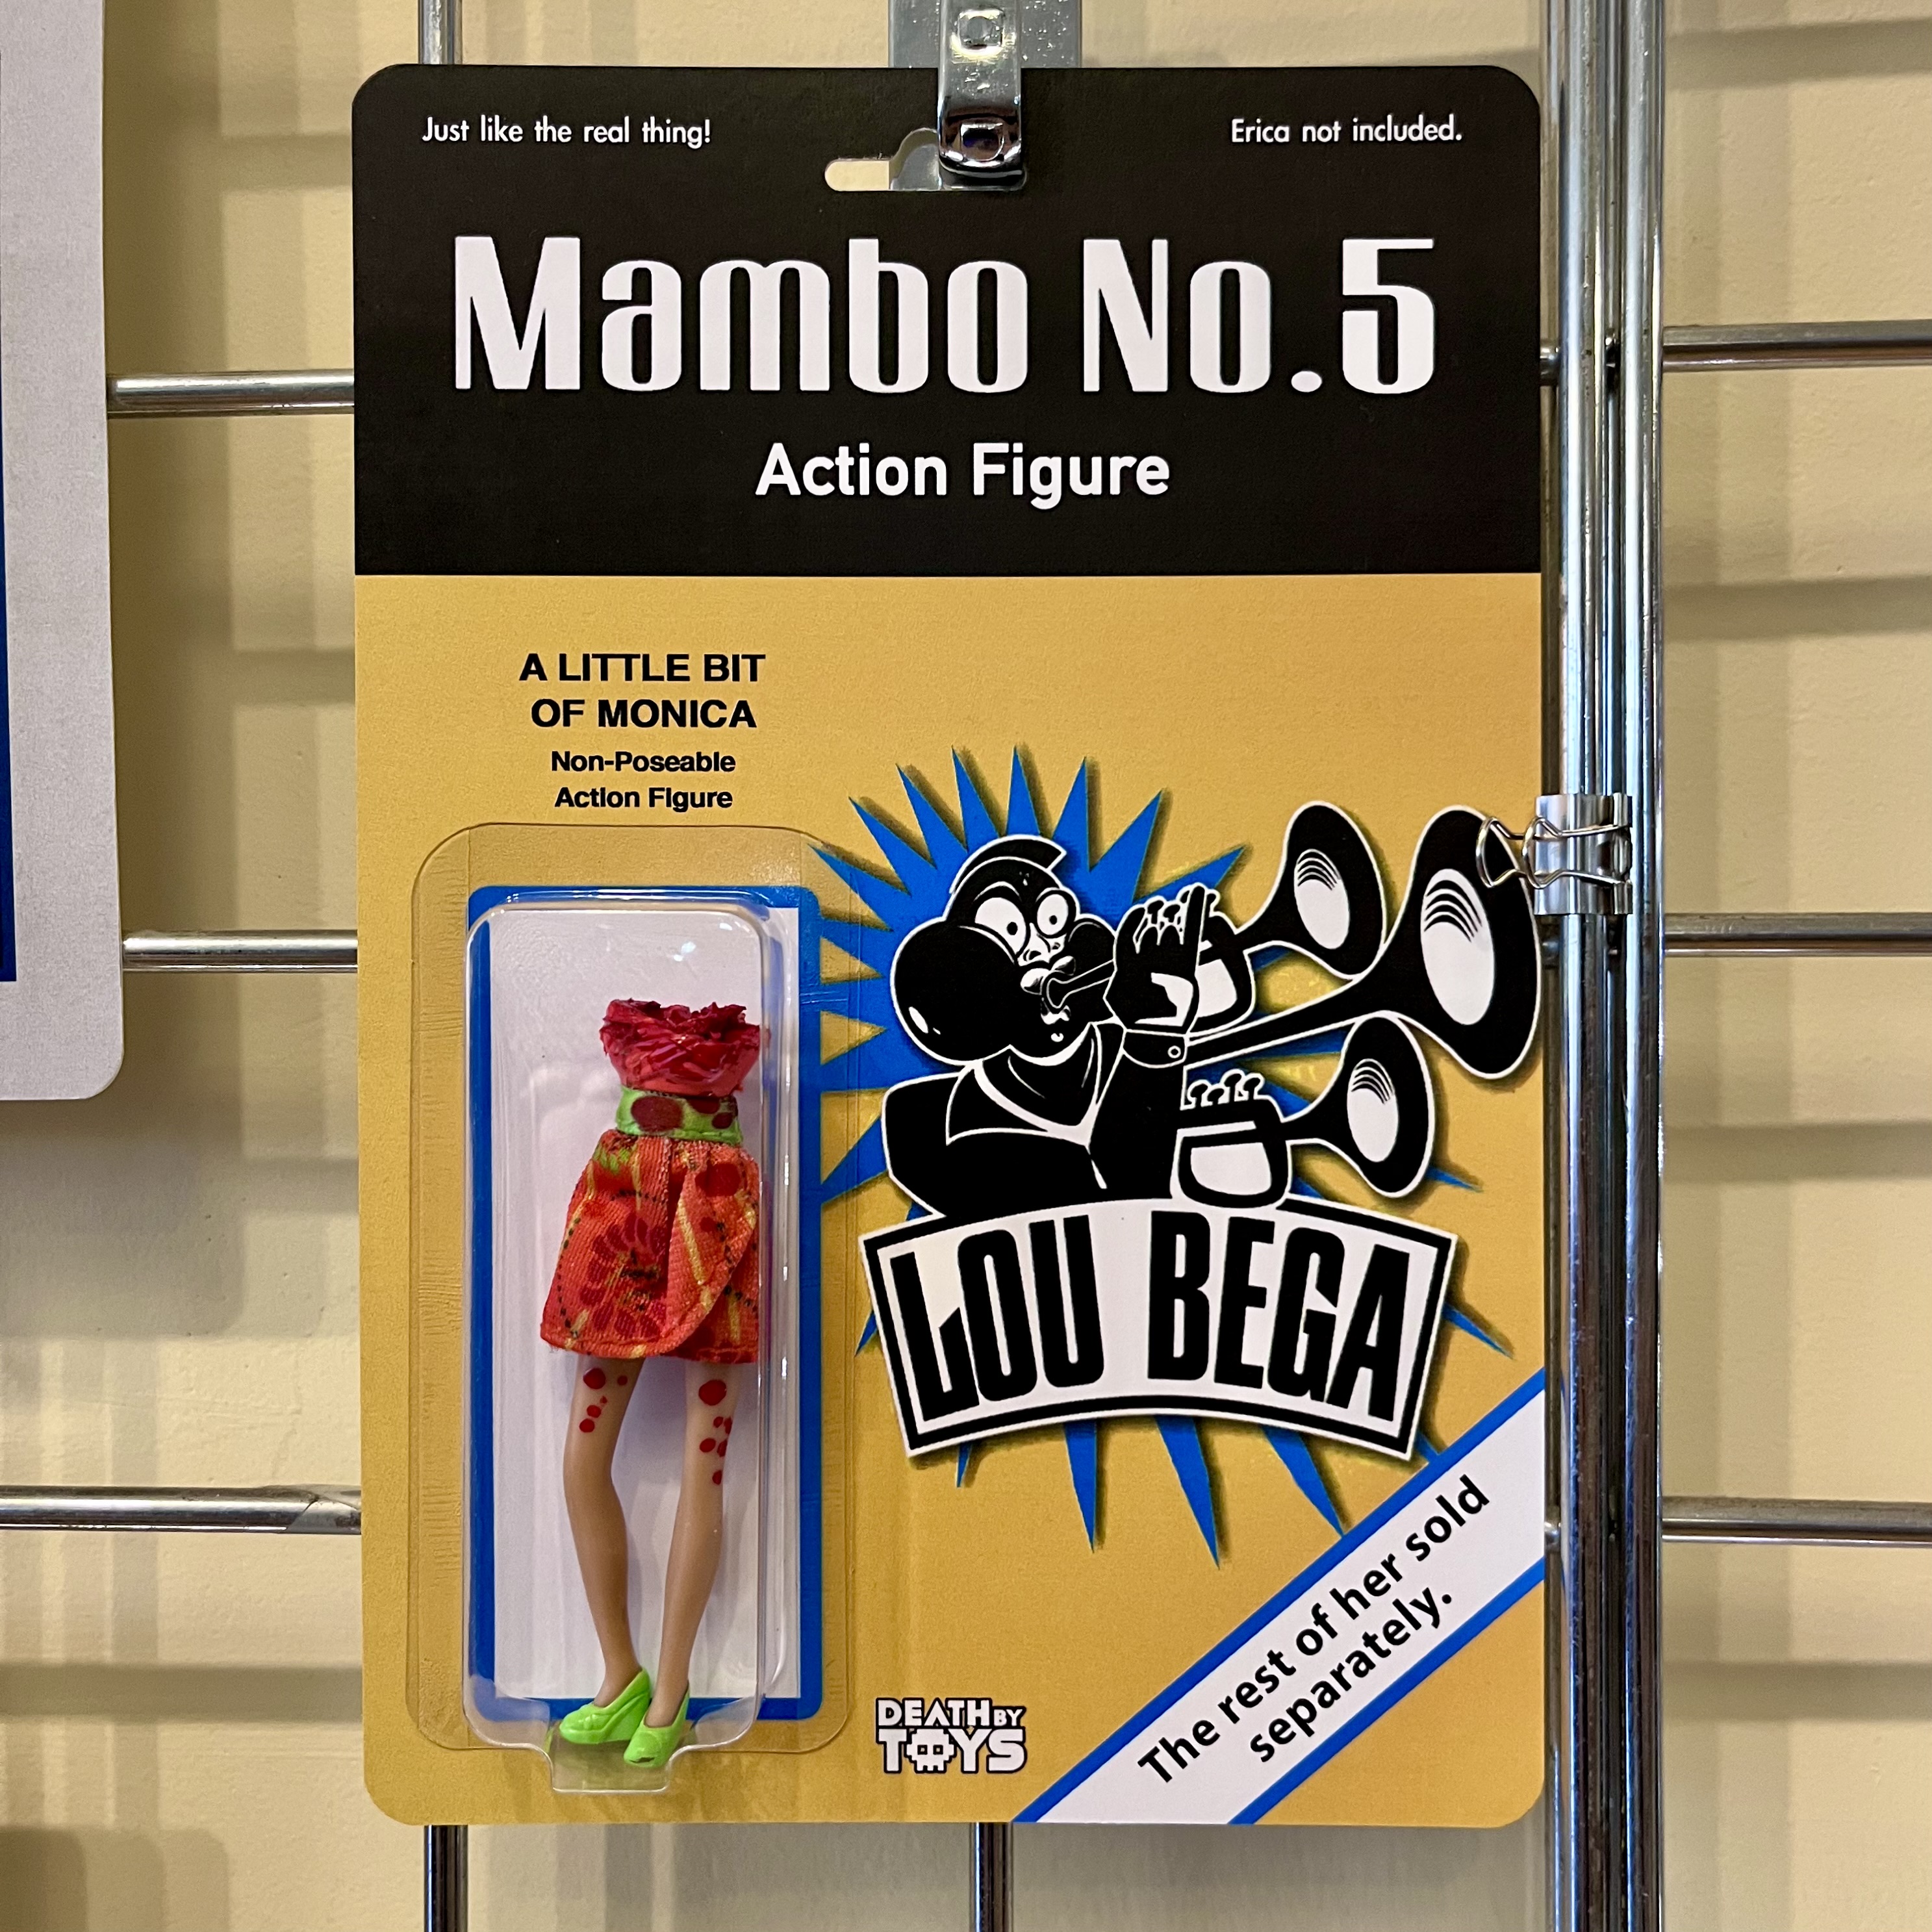 Just like the real thing!
Erica not included.
Mambo No.5
Action Figure
A LITTLE BIT
OF MONICA
Non-Poseable
Action Figure
LOU BEGA
The rest of her sold
separately.
DEATH BY
TOYS